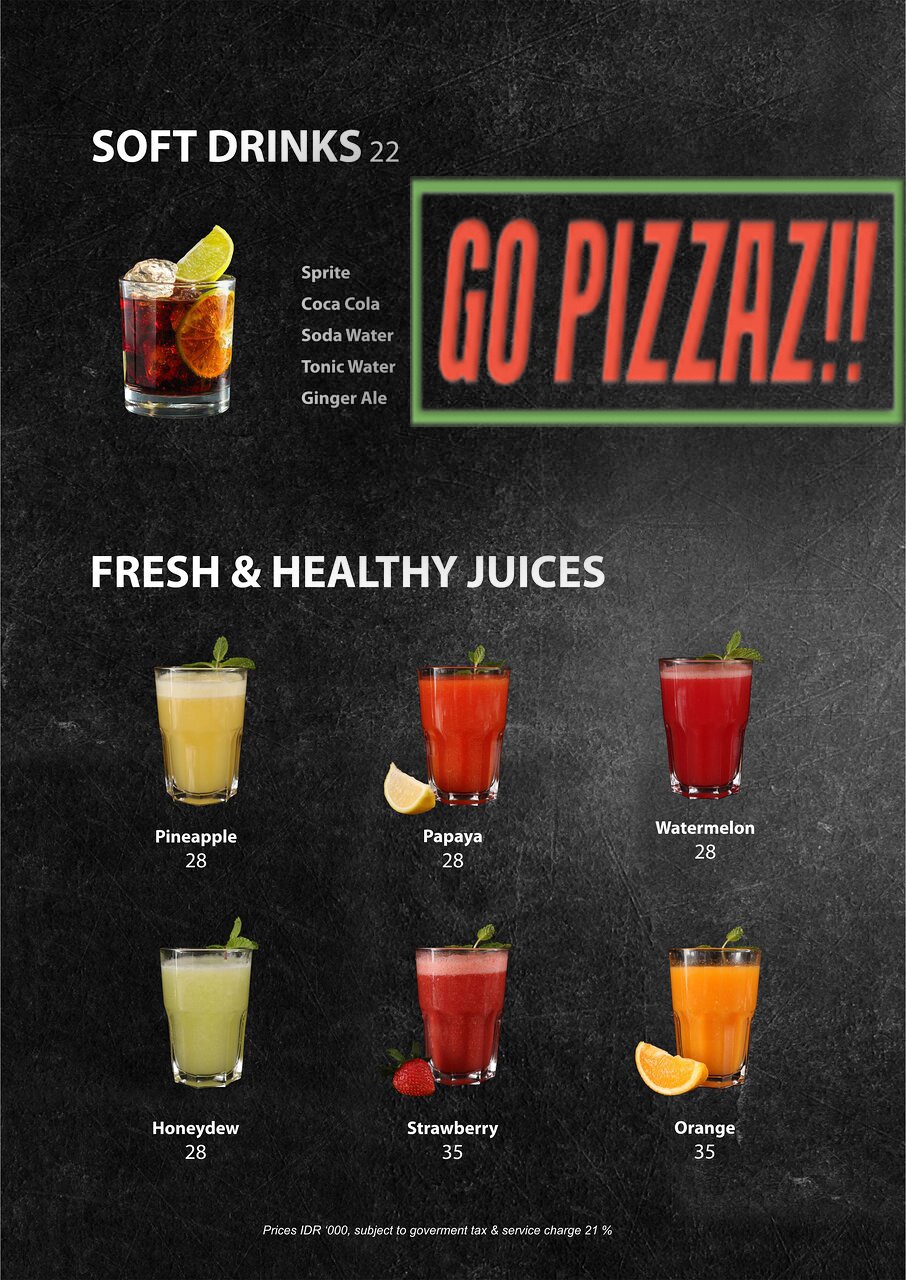 SOFT DRINKS 22
GO PIZZAZ!!
Sprite
Coca Cola
Soda Water
Tonic Water
Ginger Ale
FRESH & HEALTHY JUICES
Pineapple
28
Papaya
28
Watermelon
28
Honeydew
28
Strawberry
35
Orange
35
Prices IDR ‘000, subject to goverment tax & service charge 21 %